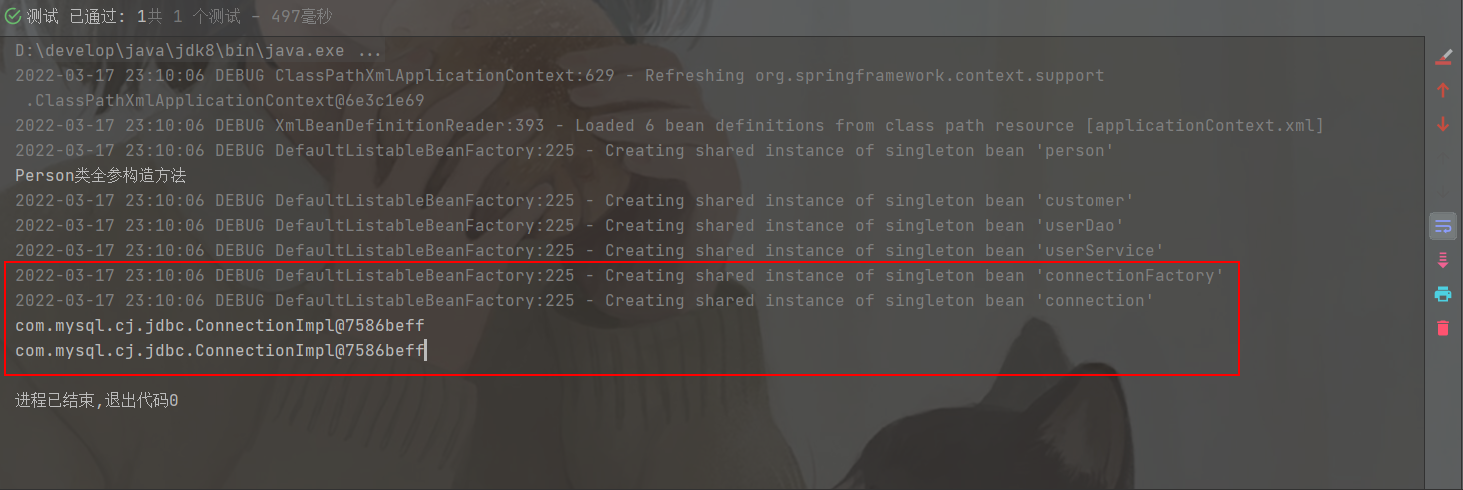 测试 已通过: 1共 1 个测试 - 497毫秒
D:\develop\java\jdk8\bin\java.exe ...
2022-03-17 23:10:06 DEBUG ClassPathXmlApplicationContext:629 - Refreshing org.springframework.context.support
.ClassPathXmlApplicationContext@6e3c1e69
2022-03-17 23:10:06 DEBUG XmlBeanDefinitionReader:393 - Loaded 6 bean definitions from class path resource [applicationContext.xml]
2022-03-17 23:10:06 DEBUG DefaultListableBeanFactory:225 - Creating shared instance of singleton bean 'person'
Person类全参构造方法
2022-03-17 23:10:06 DEBUG DefaultListableBeanFactory:225 - Creating shared instance of singleton bean 'customer'
2022-03-17 23:10:06 DEBUG DefaultListableBeanFactory:225 - Creating shared instance of singleton bean 'userDao'
2022-03-17 23:10:06 DEBUG DefaultListableBeanFactory:225 - Creating shared instance of singleton bean 'userService'
2022-03-17 23:10:06 DEBUG DefaultListableBeanFactory:225 - Creating shared instance of singleton bean 'connectionFactory'
2022-03-17 23:10:06 DEBUG DefaultListableBeanFactory:225 - Creating shared instance of singleton bean 'connection'
com.mysql.cj.jdbc.ConnectionImpl@7586beff
com.mysql.cj.jdbc.ConnectionImpl@7586beff
进程已结束,退出代码0